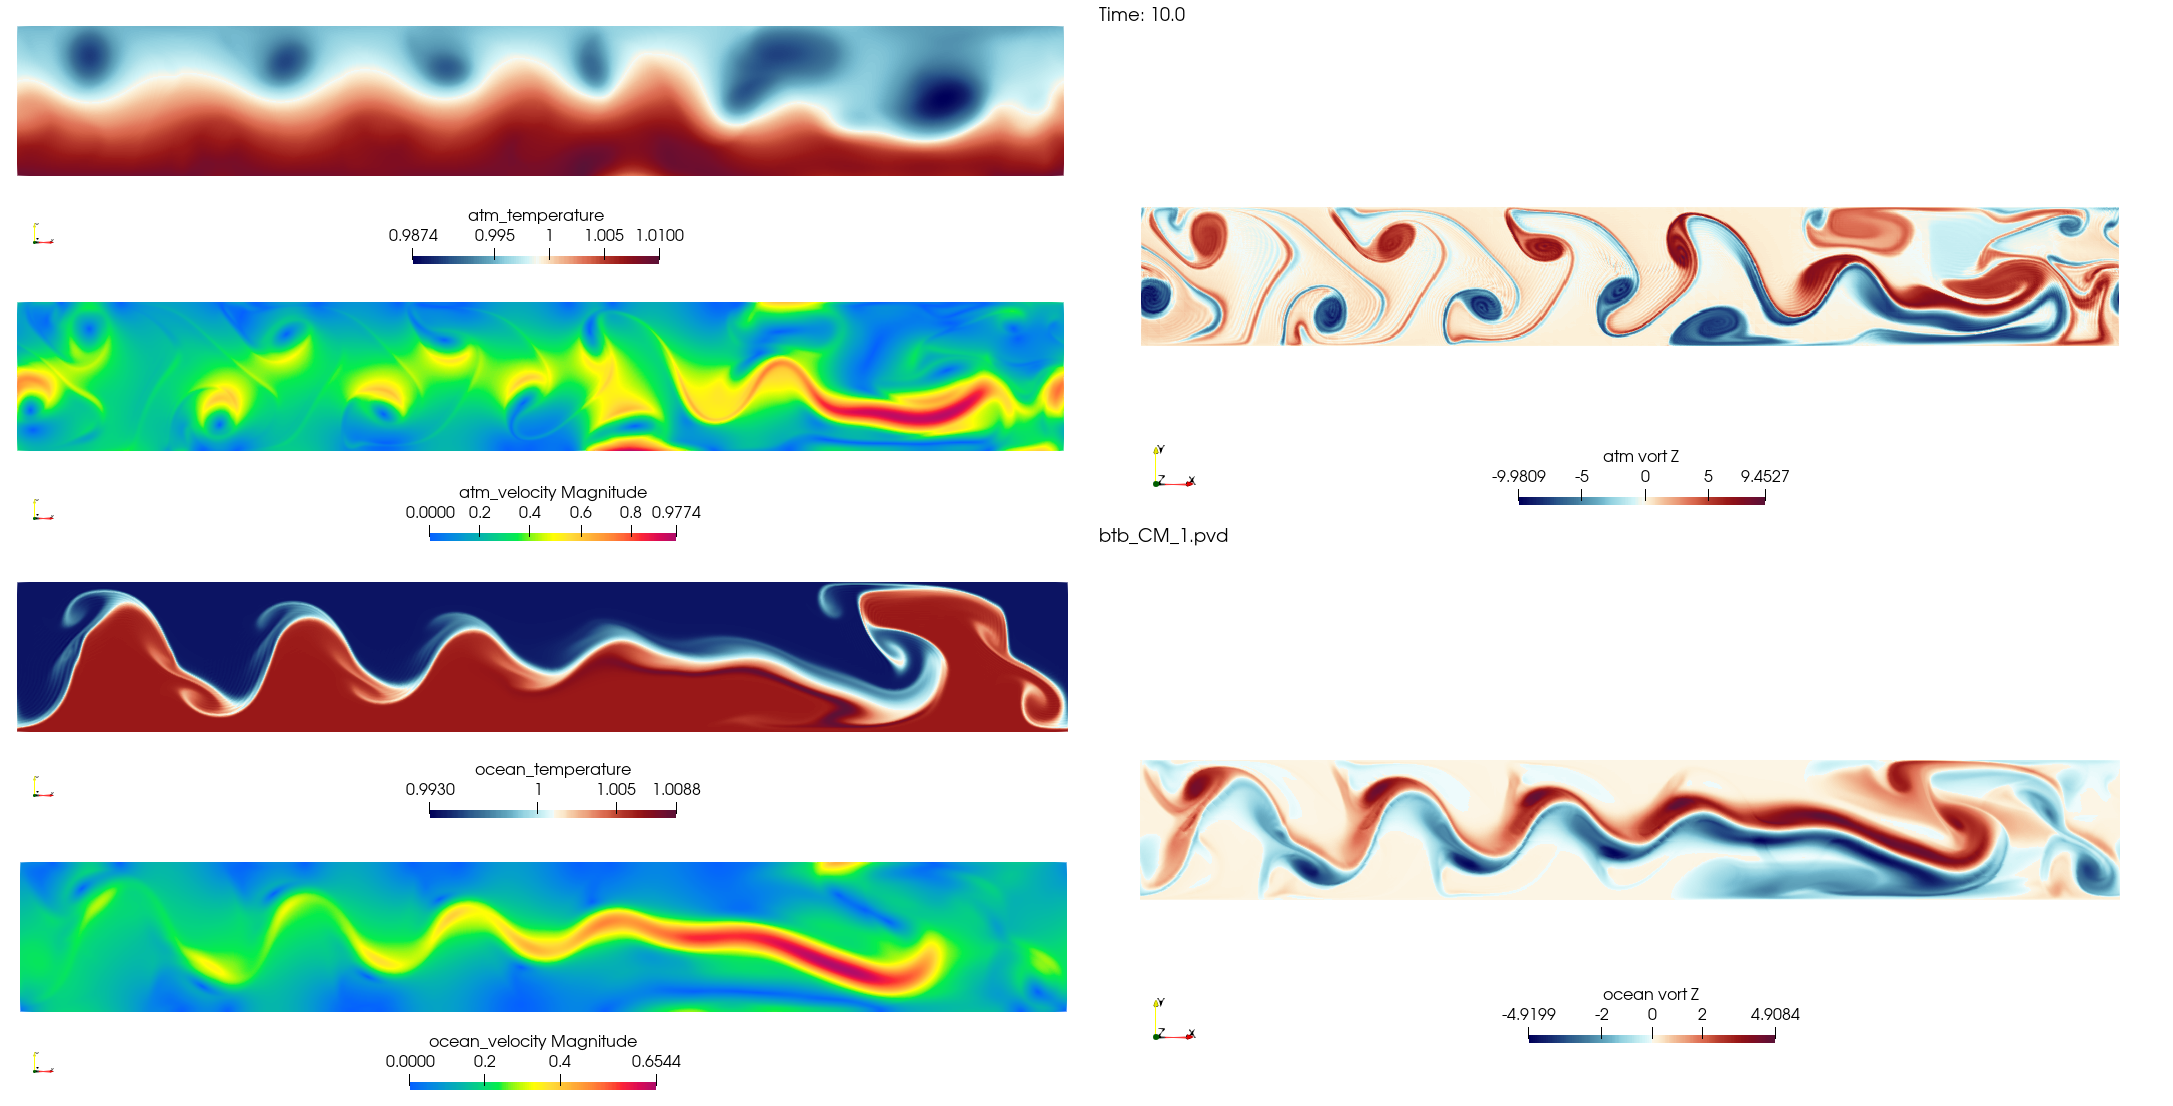 atm_temperature
0.9874 0.995 1 1.005 1.0100
atm_velocity Magnitude
0.0000 0.2 0.4 0.6 0.8 0.9774
ocean_temperature
0.9930 1 1.005 1.0088
ocean_velocity Magnitude
0.0000 0.2 0.4 0.6544
Time: 10.0
Y
Z X
atm vort Z
-9.9809 -5 0 5 9.4527
btb_CM_1.pvd
Y
Z X
ocean vort Z
-4.9199 -2 0 2 4.9084